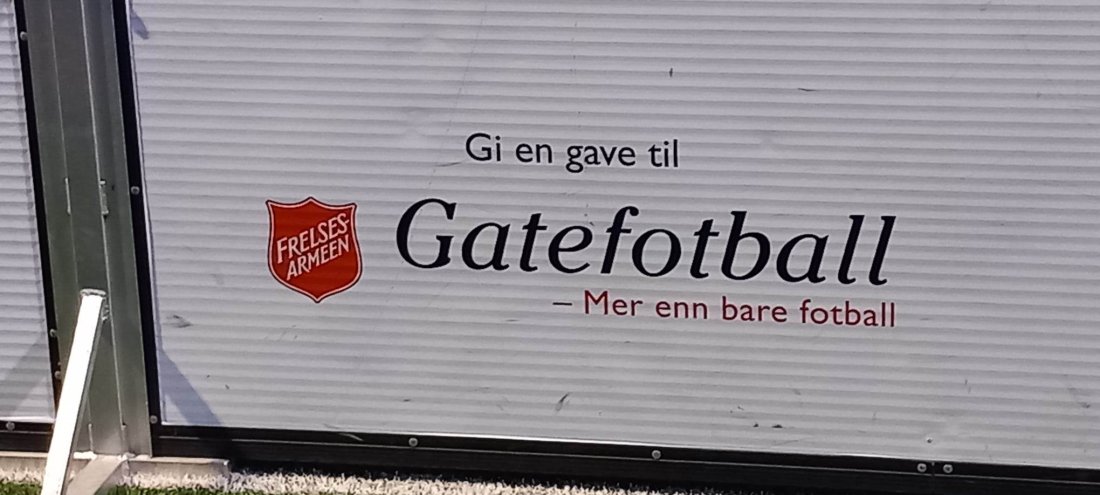 Gi en gave til
FRELSES-
ARMEEN
Gatefotball
– Mer enn bare fotball